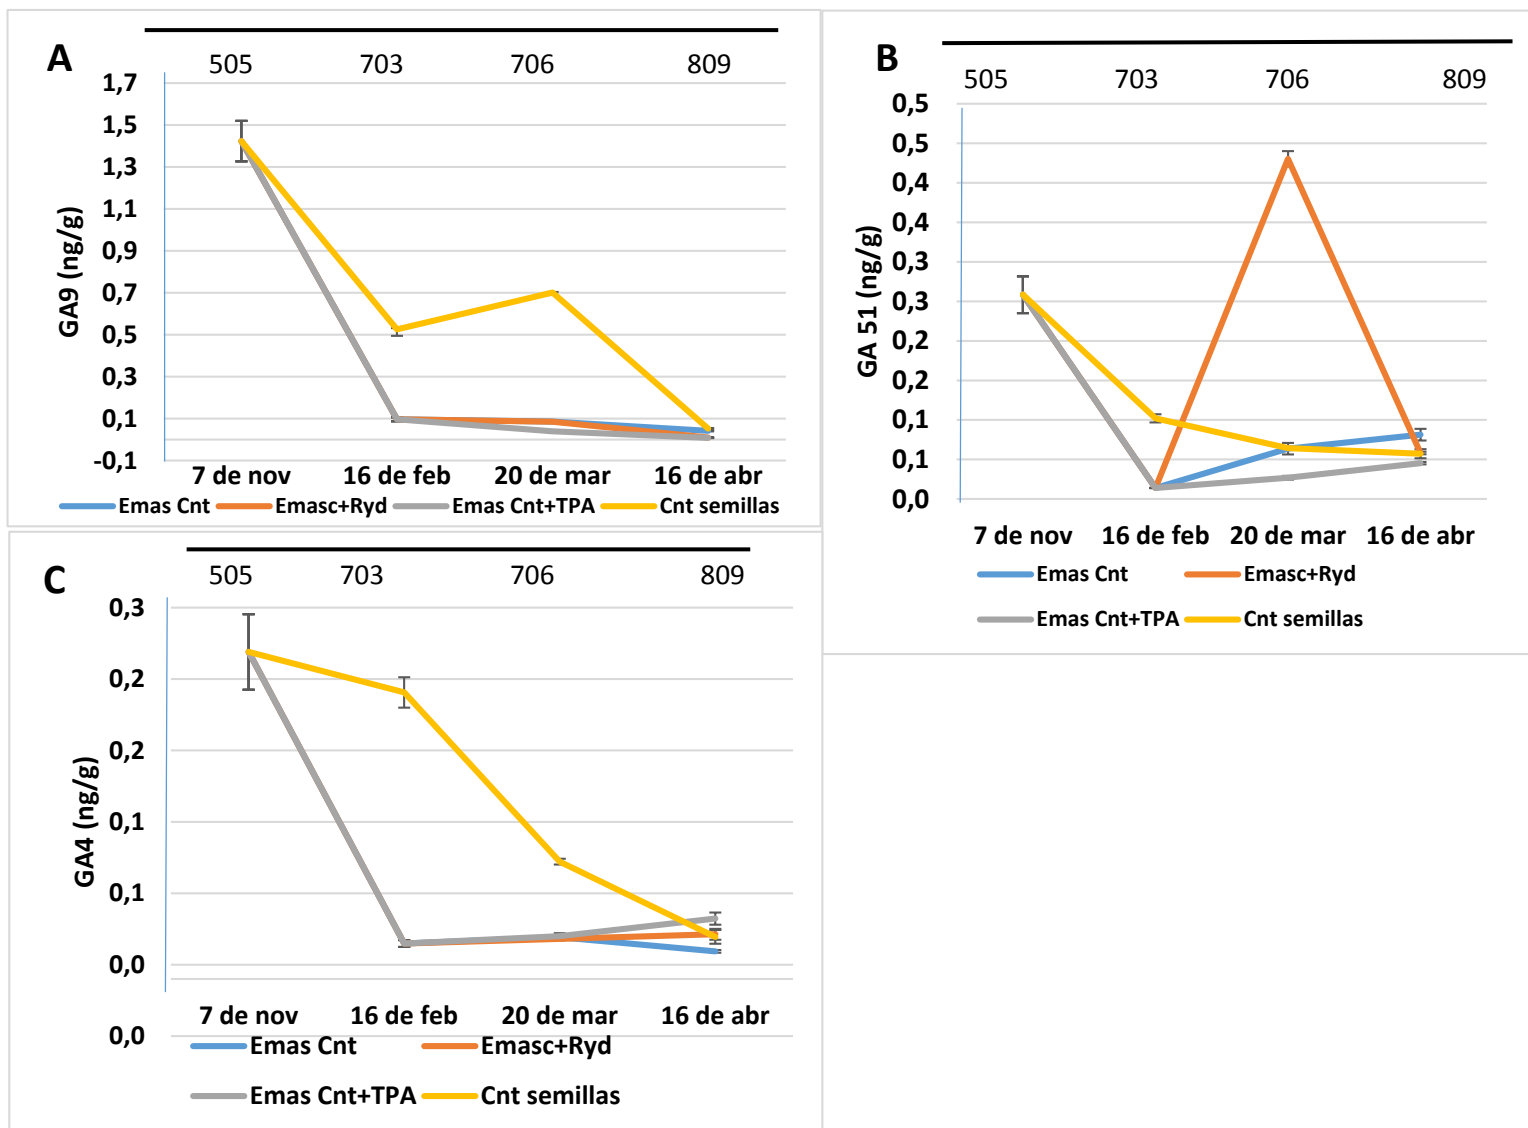 A
505 703 706 809
1,7
1,5
1,3
1,1
0,9
0,7
0,5
0,3
0,1
-0,1
GA9 (ng/g)
7 de nov 16 de feb 20 de mar 16 de abr
Emas Cnt Emasc+Ryd Emas Cnt+TPA Cnt semillas
B
505 703 706 809
0,5
0,5
0,4
0,4
0,3
0,3
0,2
0,2
0,1
0,1
0,0
GA 51 (ng/g)
7 de nov 16 de feb 20 de mar 16 de abr
Emas Cnt Emasc+Ryd
Emas Cnt+TPA Cnt semillas
C
505 703 706 809
0,3
0,2
0,2
0,1
0,1
0,0
0,0
GA4 (ng/g)
7 de nov 16 de feb 20 de mar 16 de abr
Emas Cnt Emasc+Ryd
Emas Cnt+TPA Cnt semillas